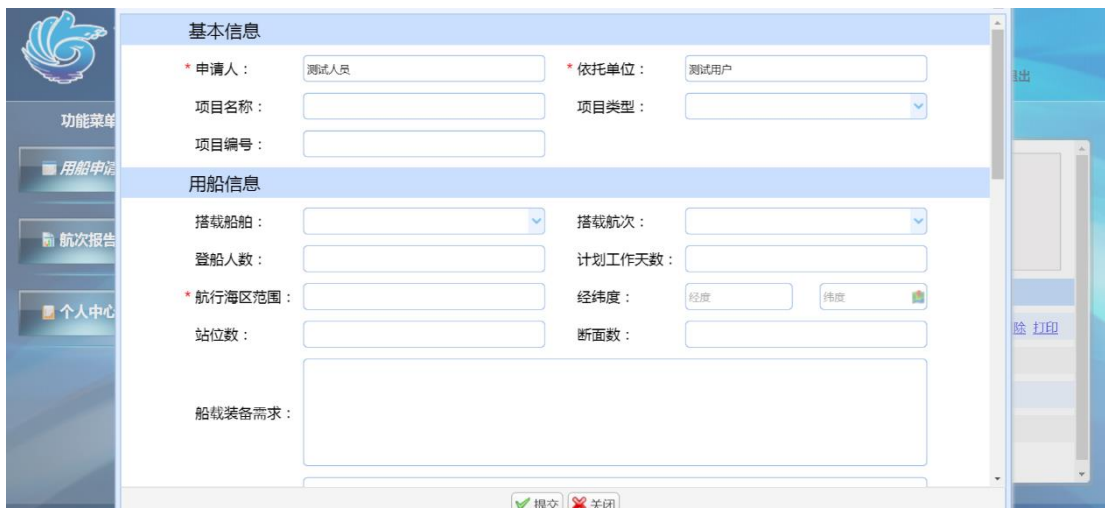 基本信息
* 申请人： 测试人员 * 依托单位： 测试用户
出
项目名称： 项目类型：
功能菜单
项目编号：
用船申请
用船信息
搭载船舶： 搭载航次：
航次报告
登船人数： 计划工作天数：
* 航行海区范围： 经纬度： 经度 纬度
个人中心
站位数： 断面数：
除 打印
船载装备需求：
提交 关闭